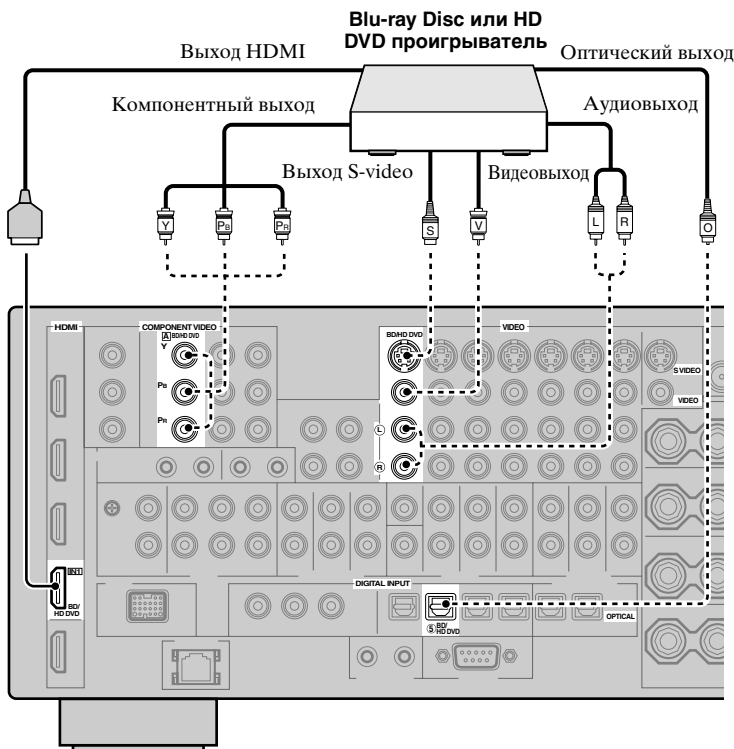 Blu-ray Disc или HD
DVD проигрыватель
Выход HDMI
Оптический выход
Компонентный выход
Аудиовыход
Выход S-video
Видеовыход
Y
PB
PR
S
V
L
R
O
HDMI
COMPONENT VIDEO
A BD/HD DVD
Y
PB
PR
BD/HD DVD
VIDEO
S VIDEO
VIDEO
L
R
IN1
BD/
HD DVD
DIGITAL INPUT
5 BD/
HD DVD
OPTICAL